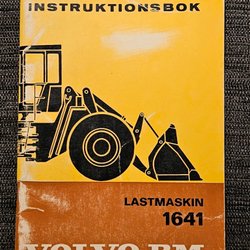 INSTRUKTIONSBOK
LASTMASKIN
1641
VOLVO BM